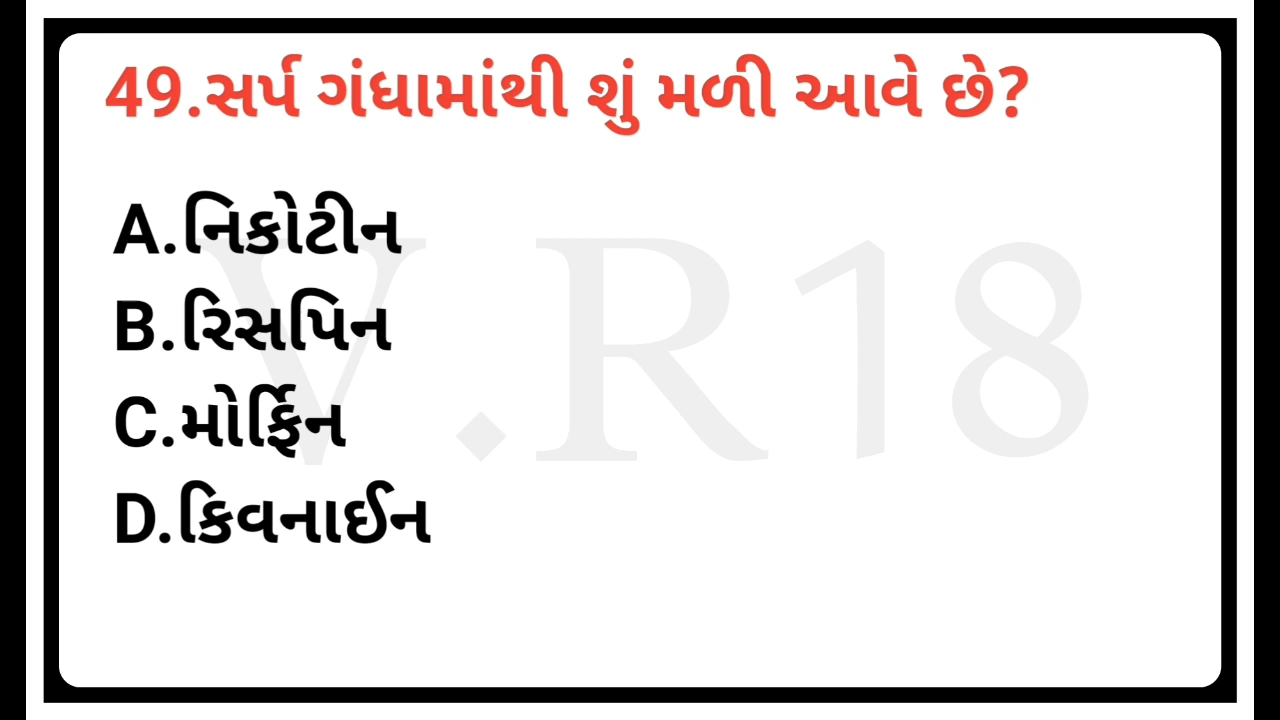 49.સર્પ ગંધામાંથી શું મળી આવે છે?
A.નિકોટીન
B.રિસપિન
C.મોર્ફિન
D.કિવનાઈન
V.R18